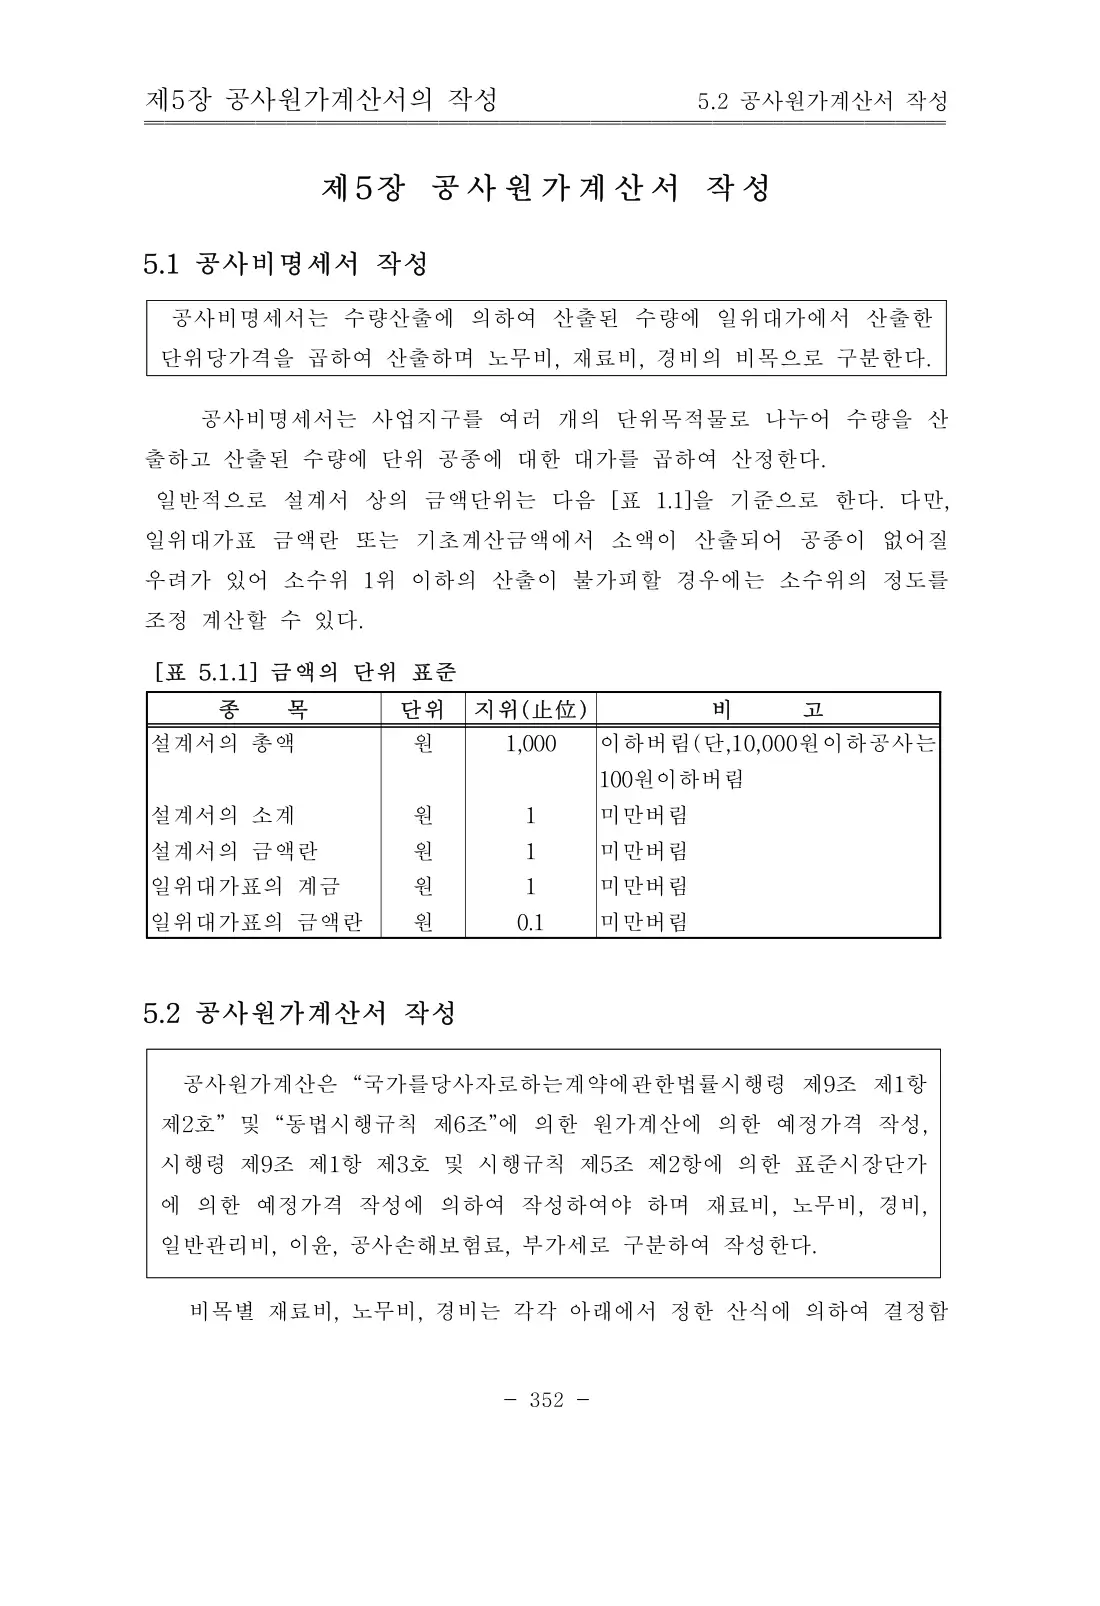 제5장 공사원가계산서의 작성 5.2 공사원가계산서 작성
제5장 공사원가계산서 작성
5.1 공사비명세서 작성
공사비명세서는 수량산출에 의하여 산출된 수량에 일위대가에서 산출한
단위당가격을 곱하여 산출하며 노무비, 재료비, 경비의 비목으로 구분한다.
공사비명세서는 사업지구를 여러 개의 단위목적물로 나누어 수량을 산
출하고 산출된 수량에 단위 공종에 대한 대가를 곱하여 산정한다.
일반적으로 설계서 상의 금액단위는 다음 [표 1.1]을 기준으로 한다. 다만,
일위대가표 금액란 또는 기초계산금액에서 소액이 산출되어 공종이 없어질
우려가 있어 소수위 1위 이하의 산출이 불가피할 경우에는 소수위의 정도를
조정 계산할 수 있다.
[표 5.1.1] 금액의 단위 표준
종 목 단위 지위(止位) 비 고
설계서의 총액 원 1,000 이하버림(단,10,000원이하공사는
100원이하버림
설계서의 소계 원 1 미만버림
설계서의 금액란 원 1 미만버림
일위대가표의 계금 원 1 미만버림
일위대가표의 금액란 원 0.1 미만버림
5.2 공사원가계산서 작성
공사원가계산은 “국가를당사자로하는계약에관한법률시행령 제9조 제1항
제2호” 및 “동법시행규칙 제6조”에 의한 원가계산에 의한 예정가격 작성,
시행령 제9조 제1항 제3호 및 시행규칙 제5조 제2항에 의한 표준시장단가
에 의한 예정가격 작성에 의하여 작성하여야 하며 재료비, 노무비, 경비,
일반관리비, 이윤, 공사손해보험료, 부가세로 구분하여 작성한다.
비목별 재료비, 노무비, 경비는 각각 아래에서 정한 산식에 의하여 결정함
- 352 -